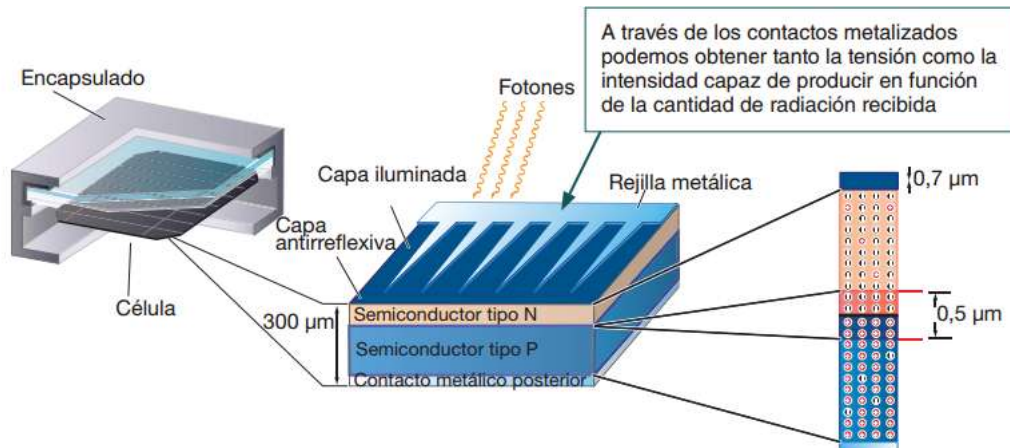 A través de los contactos metalizados
podemos obtener tanto la tensión como la
intensidad capaz de producir en función
de la cantidad de radiación recibida
Encapsulado
Fotones
Capa iluminada
Rejilla metálica
0,7 µm
Capa
antirreflexiva
Célula
300 µm
Semiconductor tipo N
0,5 µm
Semiconductor tipo P
Contacto metálico posterior